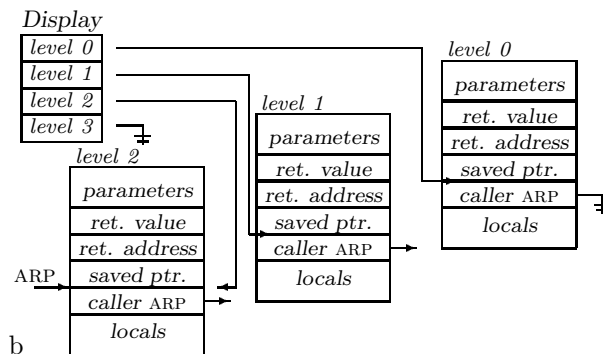 Display
level 0
level 1
level 2
level 3
level 0
parameters
ret. value
ret. address
saved ptr.
caller ARP
locals
level 1
parameters
ret. value
ret. address
saved ptr.
caller ARP
locals
level 2
parameters
ret. value
ret. address
saved ptr.
caller ARP
locals
ARP
b